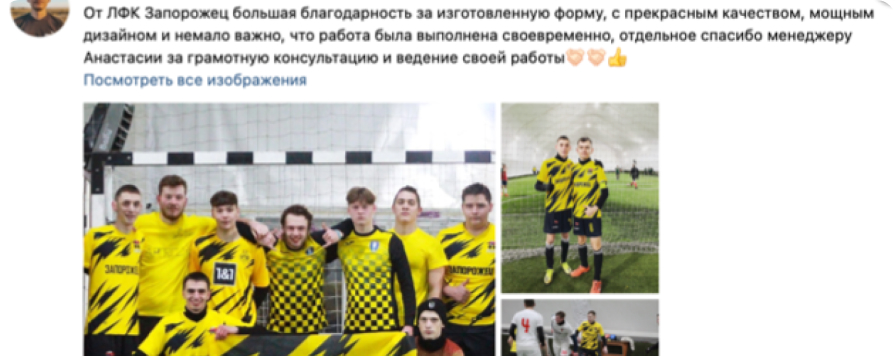 От ЛФК Запорожец большая благодарность за изготовленную форму, с прекрасным качеством, мощным
дизайном и немало важно, что работа была выполнена своевременно, отдельное спасибо менеджеру
Анастасии за грамотную консультацию и ведение своей работы
Посмотреть все изображения
ЗАПОРОЖЕЦ
1&1
ЗАПОРОЖЕЦ
4